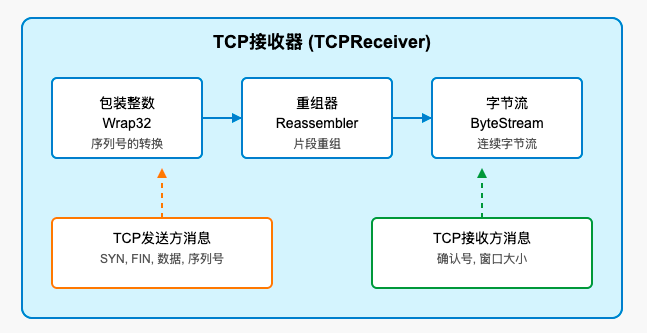 TCP接收器 (TCPReceiver)
包装整数
Wrap32
序列号的转换
重组器
Reassembler
片段重组
字节流
ByteStream
连续字节流
TCP发送方消息
SYN, FIN, 数据, 序列号
TCP接收方消息
确认号, 窗口大小